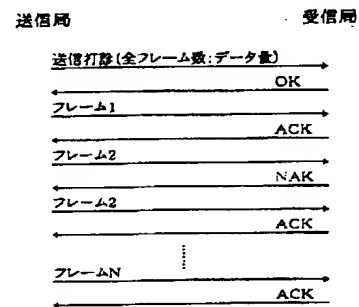 送信局
受信局
送信打診(全フレーム数:データ量)
OK
フレーム1
ACK
フレーム2
NAK
フレーム2
ACK
フレームN
ACK